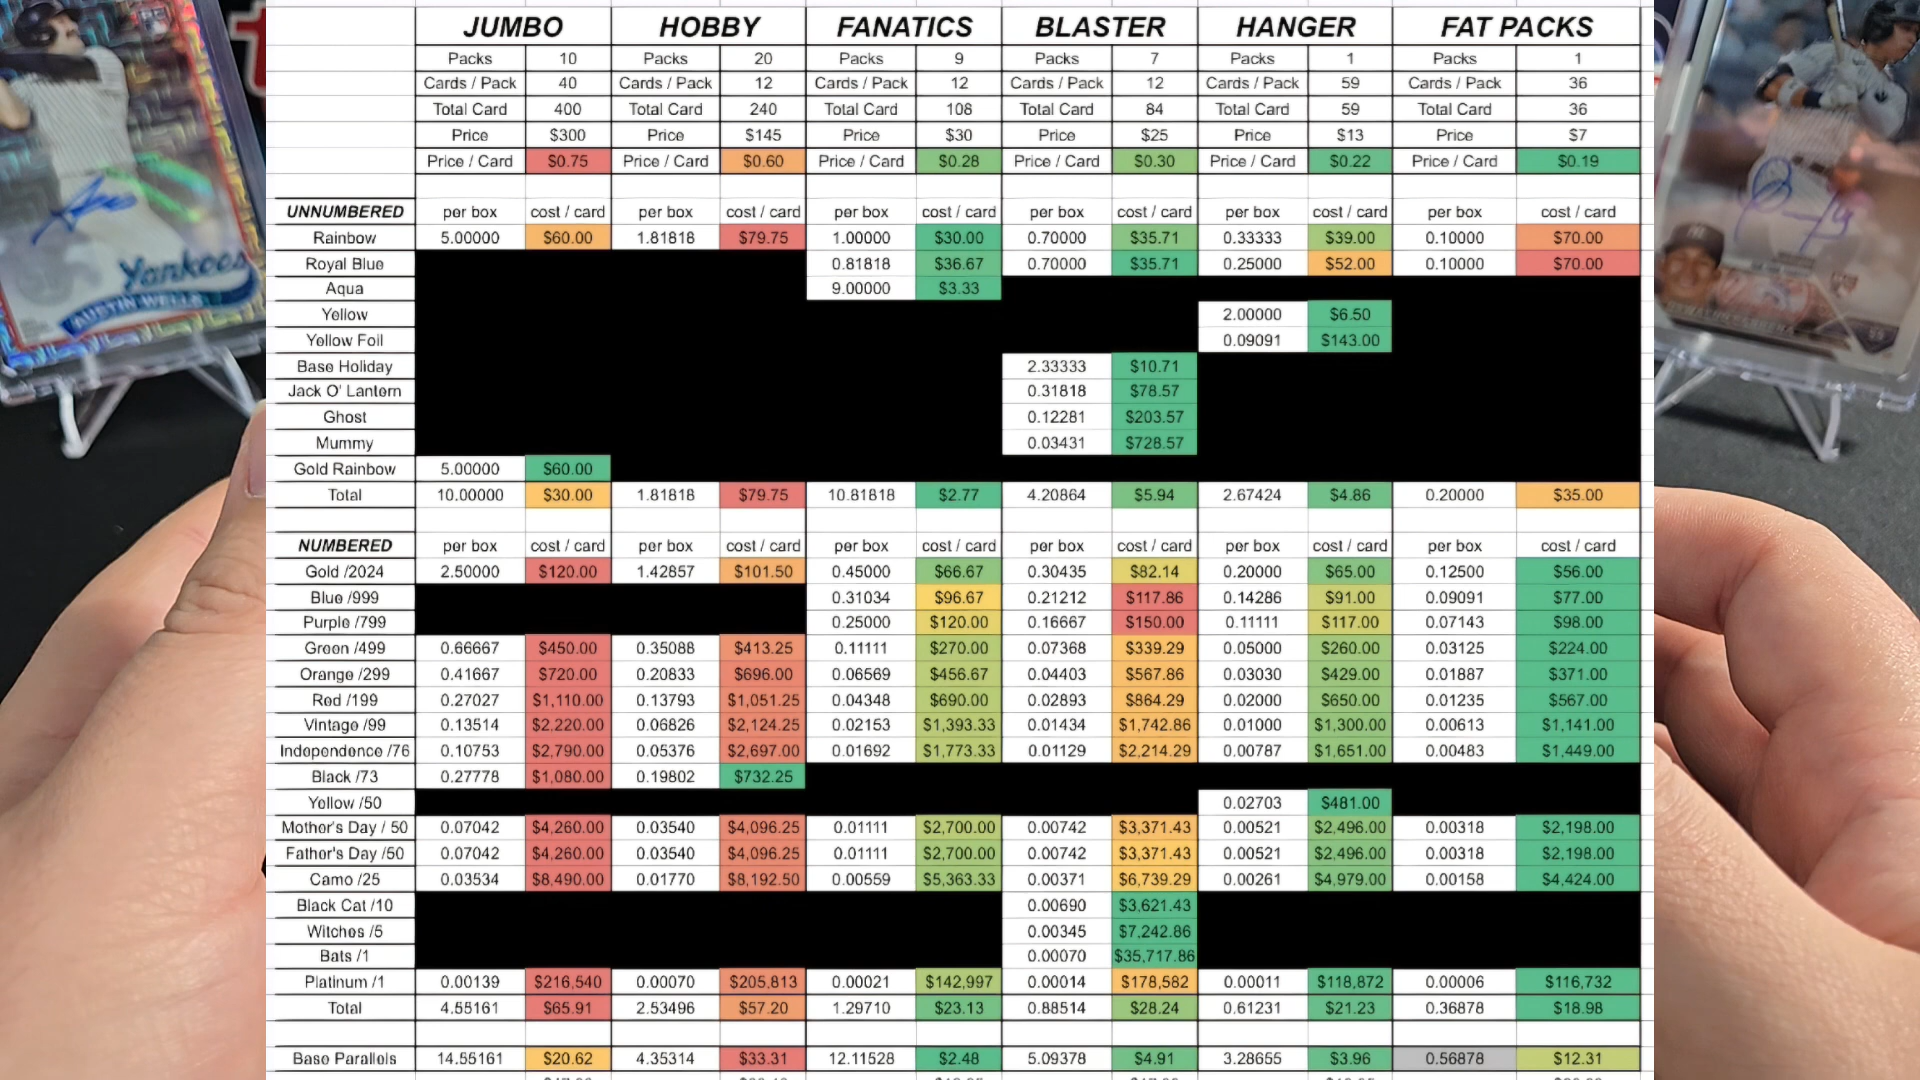 JUMBO HOBBY FANATICS BLASTER HANGER FAT PACKS
Packs 10 Packs 20 Packs 9 Packs 7 Packs 1 Packs 1
Cards / Pack 40 Cards / Pack 12 Cards / Pack 12 Cards / Pack 12 Cards / Pack 59 Cards / Pack 36
Total Card 400 Total Card 240 Total Card 108 Total Card 84 Total Card 59 Total Card 36
Price $300 Price $145 Price $30 Price $25 Price $13 Price $7
Price / Card $0.75 Price / Card $0.60 Price / Card $0.28 Price / Card $0.30 Price / Card $0.22 Price / Card $0.19
UNNUMBERED per box cost / card per box cost / card per box cost / card per box cost / card per box cost / card per box cost / card
Rainbow 5.00000 $60.00 1.81818 $79.75 1.00000 $30.00 0.70000 $35.71 0.33333 $39.00 0.10000 $70.00
Royal Blue 0.81818 $36.67 0.70000 $35.71 0.25000 $52.00 0.10000 $70.00
Aqua 9.00000 $3.33
Yellow 2.00000 $6.50
Yellow Foil 0.09091 $143.00
Base Holiday 2.33333 $10.71
Jack O' Lantern 0.31818 $78.57
Ghost 0.12281 $203.57
Mummy 0.03431 $728.57
Gold Rainbow 5.00000 $60.00
Total 10.00000 $30.00 1.81818 $79.75 10.81818 $2.77 4.20864 $5.94 2.67424 $4.86 0.20000 $35.00
NUMBERED per box cost / card per box cost / card per box cost / card per box cost / card per box cost / card per box cost / card
Gold /2024 2.50000 $120.00 1.42857 $101.50 0.45000 $66.67 0.30435 $82.14 0.20000 $65.00 0.12500 $56.00
Blue /999 0.31034 $96.67 0.21212 $117.86 0.14286 $91.00 0.09091 $77.00
Purple /799 0.25000 $120.00 0.16667 $150.00 0.11111 $117.00 0.07143 $98.00
Green /499 0.66667 $450.00 0.35088 $413.25 0.11111 $270.00 0.07368 $339.29 0.05000 $260.00 0.03125 $224.00
Orange /299 0.41667 $720.00 0.20833 $696.00 0.06569 $456.67 0.04403 $567.86 0.03030 $429.00 0.01887 $371.00
Red /199 0.27027 $1,110.00 0.13793 $1,051.25 0.04348 $690.00 0.02893 $864.29 0.02000 $650.00 0.01235 $567.00
Vintage /99 0.13514 $2,220.00 0.06826 $2,124.25 0.02153 $1,393.33 0.01434 $1,742.86 0.01000 $1,300.00 0.00613 $1,141.00
Independence /76 0.10753 $2,790.00 0.05376 $2,697.00 0.01692 $1,773.33 0.01129 $2,214.29 0.00787 $1,651.00 0.00483 $1,449.00
Black /73 0.27778 $1,080.00 0.19802 $732.25
Yellow /50 0.02703 $481.00
Mother's Day / 50 0.07042 $4,260.00 0.03540 $4,096.25 0.01111 $2,700.00 0.00742 $3,371.43 0.00521 $2,496.00 0.00318 $2,198.00
Father's Day /50 0.07042 $4,260.00 0.03540 $4,096.25 0.01111 $2,700.00 0.00742 $3,371.43 0.00521 $2,496.00 0.00318 $2,198.00
Camo /25 0.03534 $8,490.00 0.01770 $8,192.50 0.00559 $5,363.33 0.00371 $6,739.29 0.00261 $4,979.00 0.00158 $4,424.00
Black Cat /10 0.00690 $3,621.43
Witches /5 0.00345 $7,242.86
Bats /1 0.00070 $35,717.86
Platinum /1 0.00139 $216,540 0.00070 $205,813 0.00021 $142,997 0.00014 $178,582 0.00011 $118,872 0.00006 $116,732
Total 4.55161 $65.91 2.53496 $57.20 1.29710 $23.13 0.88514 $28.24 0.61231 $21.23 0.36878 $18.98
Base Parallels 14.55161 $20.62 4.35314 $33.31 12.11528 $2.48 5.09378 $4.91 3.28655 $3.96 0.56878 $12.31
Yankees
AUSTIN WELLS